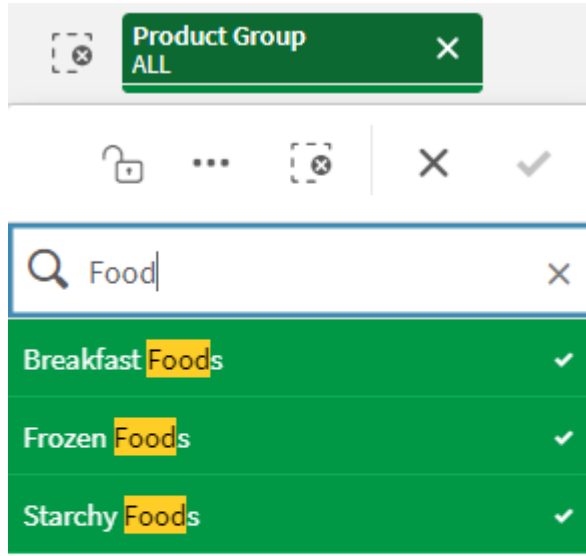 Product Group
ALL
Food
Breakfast Foods
Frozen Foods
Starchy Foods